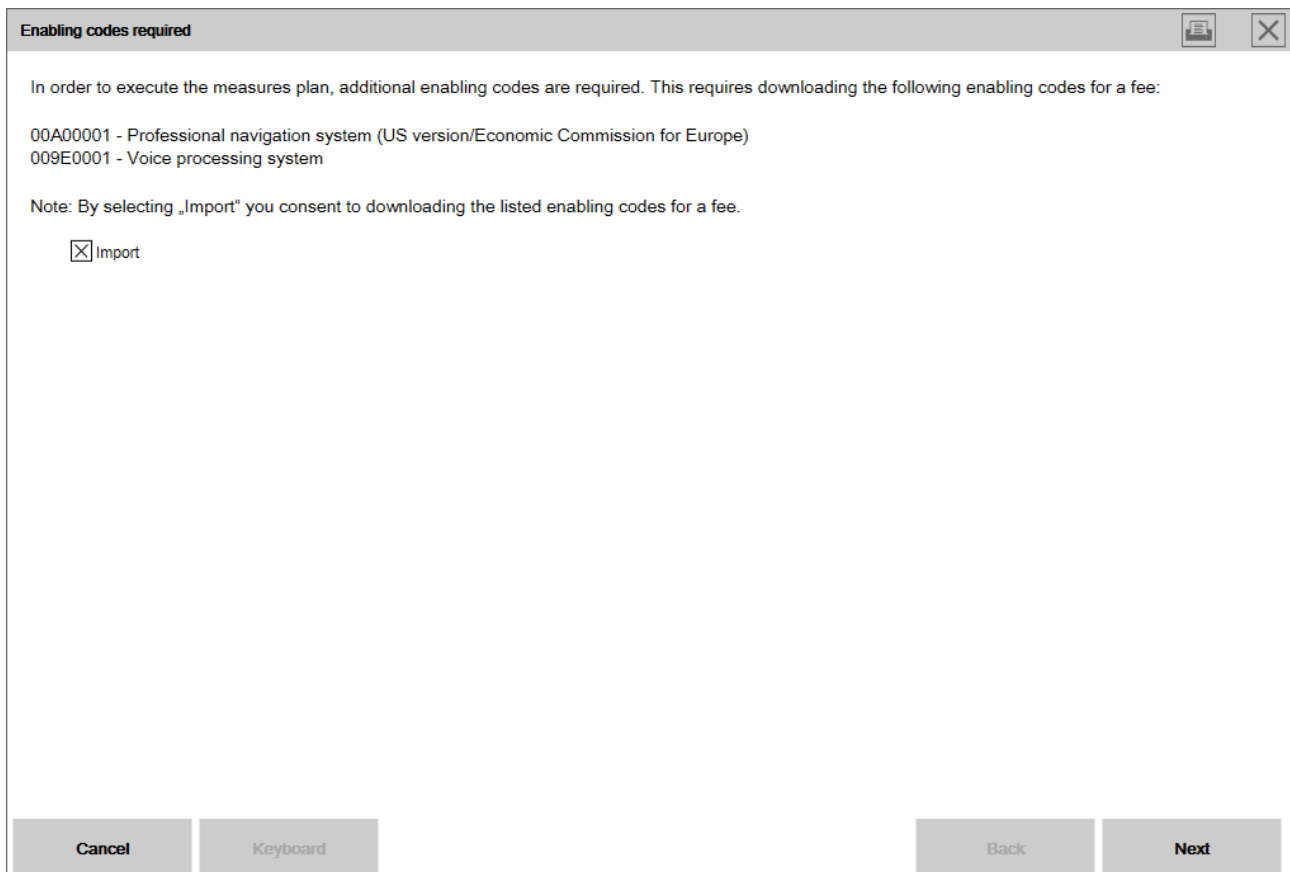 Enabling codes required
In order to execute the measures plan, additional enabling codes are required. This requires downloading the following enabling codes for a fee:
00A00001 - Professional navigation system (US version/Economic Commission for Europe)
009E0001 - Voice processing system
Note: By selecting „Import“ you consent to downloading the listed enabling codes for a fee.
Import
Cancel
Keyboard
Back
Next